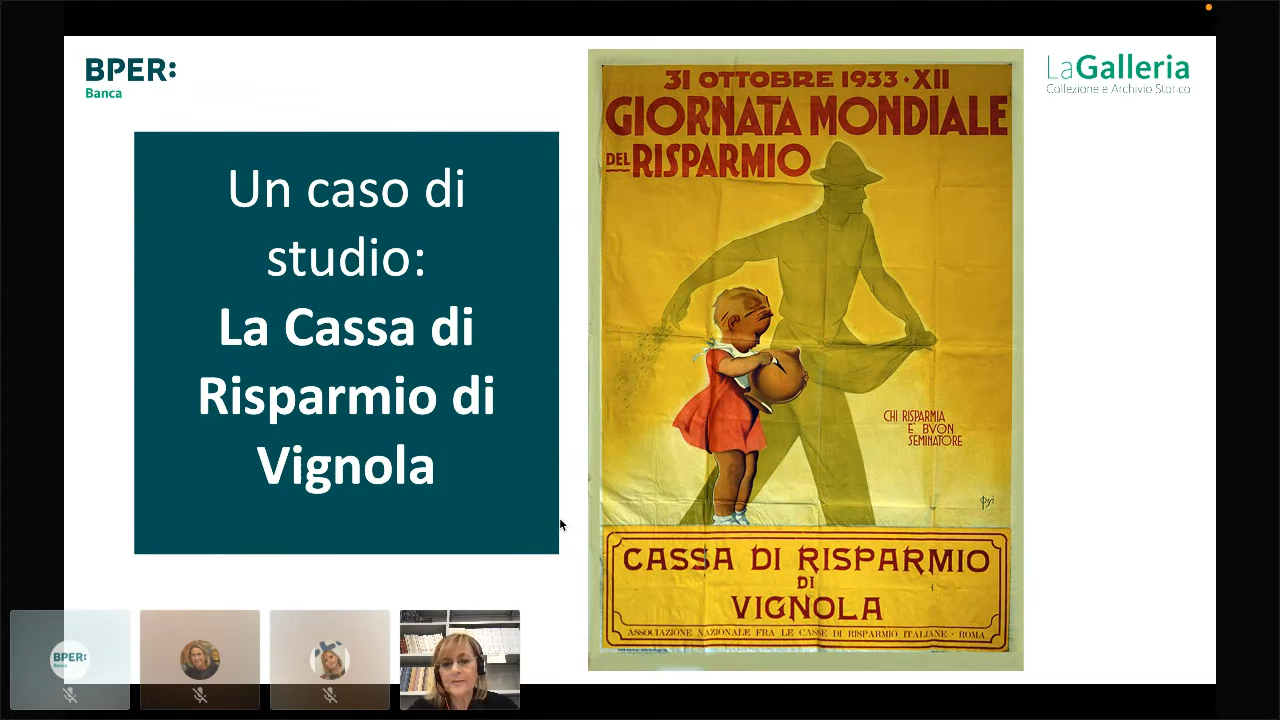 BPER:
Banca
Un caso di
studio:
La Cassa di
Risparmio di
Vignola
31 OTTOBRE 1933 · XII
GIORNATA MONDIALE
DEL RISPARMIO
CHI RISPARMIA
E' BVON
SEMINATORE
CASSA DI RISPARMIO
DI
VIGNOLA
ASSOCIAZIONE NAZIONALE FRA LE CASSE DI RISPARMIO ITALIANE - ROMA
LaGalleria
Collezione e Archivio Storico
BPER:
Banca